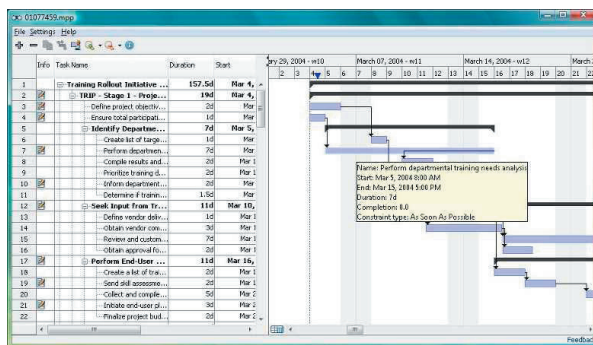 01077459.mpp
File Settings Help
Info Task Name Duration Start
ry 29, 2004 - w10 March 07, 2004 - w11 March 14, 2004 - w12 March
2 3 4 5 6 7 8 9 10 11 12 13 14 15 16 17 18 19 20 21 22
1 Training Rollout Initiative ... 157.5d Mar 4,
2 TRIP - Stage 1 - Proje... 19d Mar 4,
3 Define project objectiv... 2d Mar
4 Ensure total participati... 1d Mar
5 Identify Departme... 7d Mar 5,
6 Create list of targe... 1d Mar
7 Perform departmen... 7d Mar
8 Compile results and... 2d Mar 1
9 Prioritize training d... 2d Mar 1
10 Inform department... 2d Mar 1
11 Determine if trainin... 1.5d Mar 1
12 Seek Input from Tr... 11d Mar 10,
13 Define vendor deliv... 1d Mar 1
14 Obtain vendor com... 3d Mar 1
15 Review and custom... 7d Mar 1
16 Obtain approval fo... 2d Mar 1
17 Perform End-User ... 11d Mar 16,
18 Create a list of trai... 2d Mar 1
19 Send skill assessme... 2d Mar 1
20 Collect and comple... 5d Mar 2
21 Initiate end-user pl... 3d Mar 2
22 Finalize project bud... 2d Mar 2
Name: Perform departmental training needs analysis
Start: Mar 5, 2004 8:00 AM
End: Mar 15, 2004 5:00 PM
Duration: 7d
Completion: 0.0
Constraint type: As Soon As Possible
Feedback